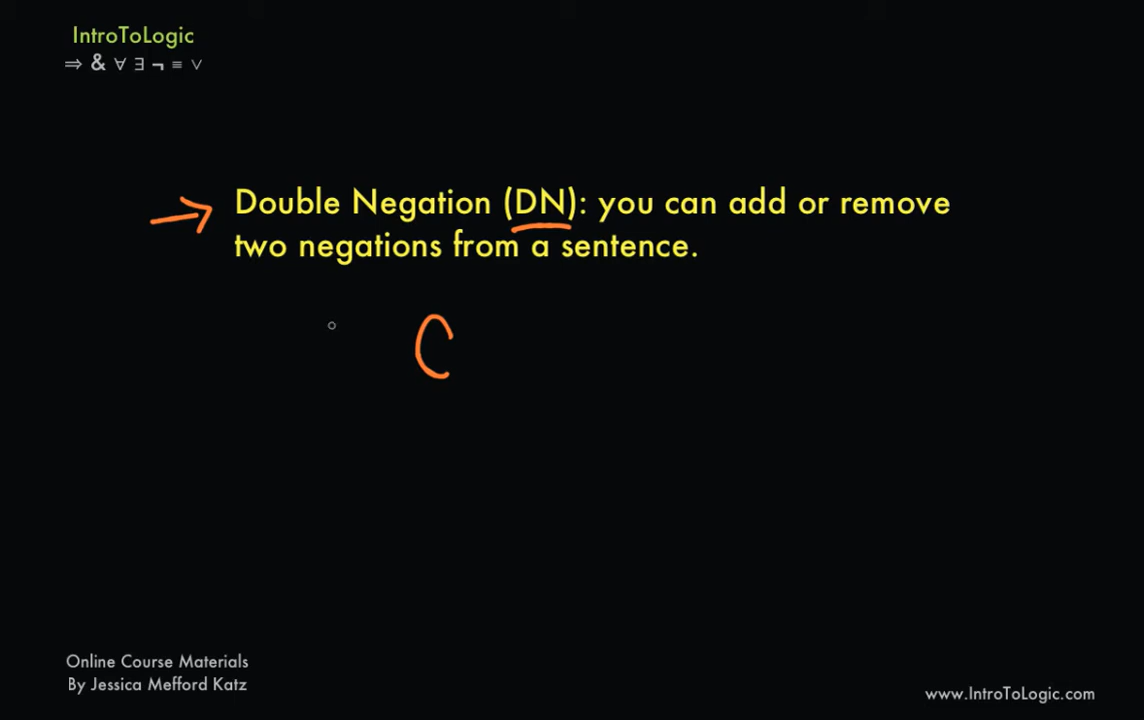 IntroToLogic
⇒ & ∀ ∃ ¬ ≡ ∨
Double Negation (DN): you can add or remove
two negations from a sentence.
C
Online Course Materials
By Jessica Mefford Katz
www.IntroToLogic.com